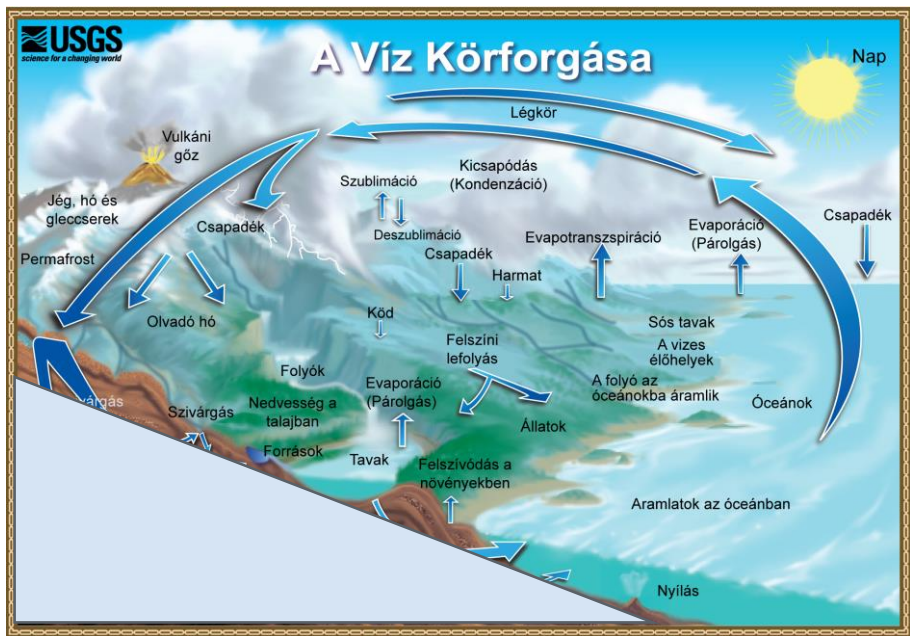 USGS
science for a changing world
A Víz Körforgása
Nap
Légkör
Vulkáni
gőz
Kicsapódás
(Kondenzáció)
Szublimáció
Jég, hó és
gleccserek
Csapadék
Deszublimáció
Evapotranszspiráció
Evaporáció
(Párolgás)
Csapadék
Permafrost
Csapadék
Harmat
Olvadó hó
Köd
Felszíni
lefolyás
Sós tavak
A vizes
élőhelyek
Folyók
Evaporáció
(Párolgás)
A folyó az
óceánokba áramlik
Óceánok
Szivárgás
Nedvesség a
talajban
Állatok
Források
Tavak
Felszívódás a
növényekben
Aramlatok az óceánban
Nyílás